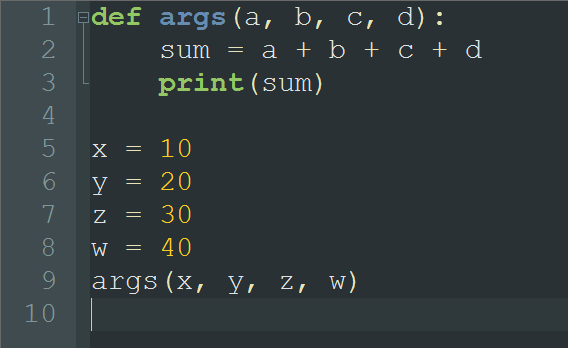 1 def args(a, b, c, d):
2     sum = a + b + c + d
3     print(sum)
4
5 x = 10
6 y = 20
7 z = 30
8 w = 40
9 args(x, y, z, w)
10